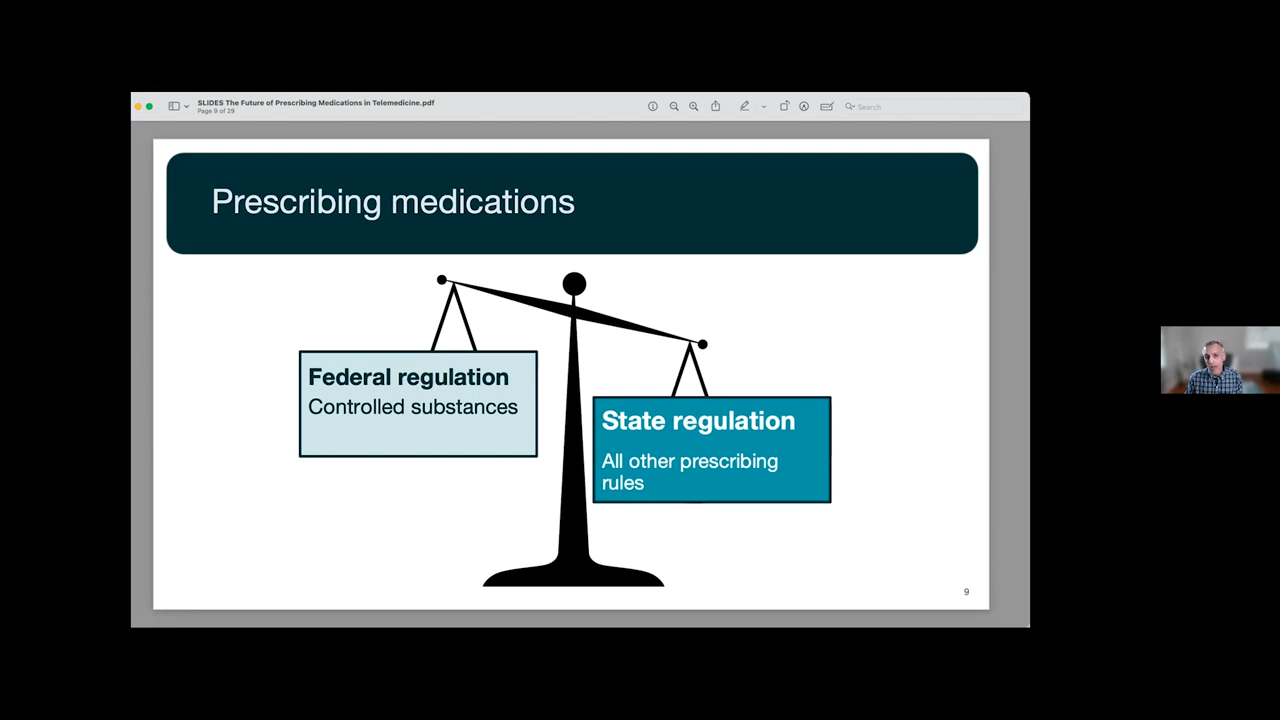 SLIDES The Future of Prescribing Medications in Telemedicine.pdf
Page 9 of 29
Search
Prescribing medications
Federal regulation
Controlled substances
State regulation
All other prescribing
rules
9